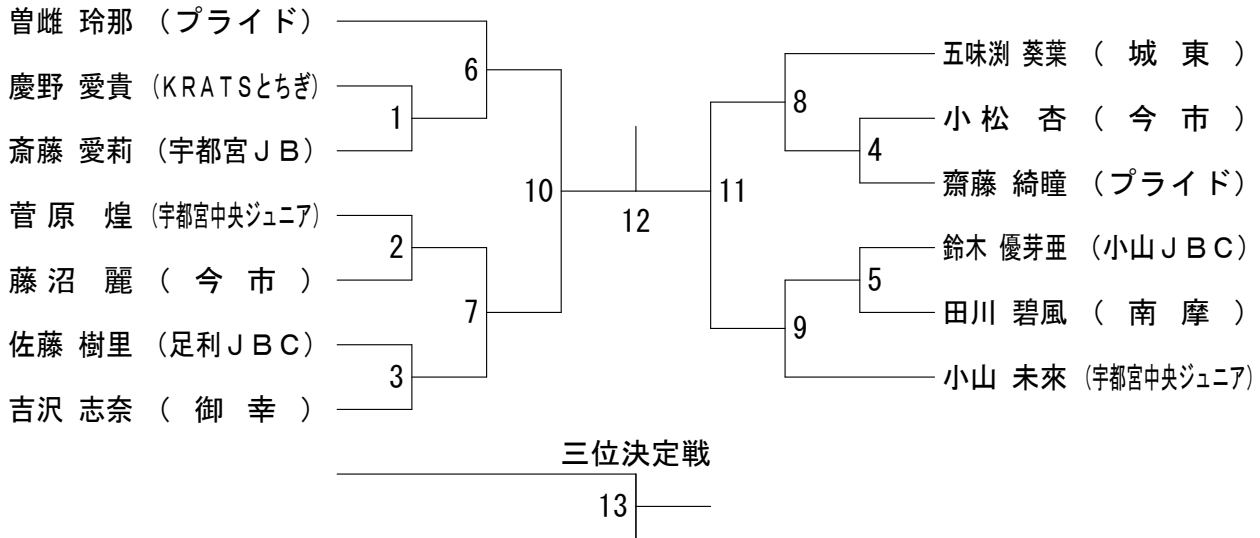 曽雌 玲那 (プライド)
慶野 愛貴 (KRATSとちぎ)
斎藤 愛莉 (宇都宮JB)
菅原 煌 (宇都宮中央ジュニア)
藤沼 麗 (今市)
佐藤 樹里 (足利JBC)
吉沢 志奈 (御幸)
6
1
2
7
3
10
12
11
8
4
5
9
五味渕 葵葉 (城東)
小松 杏 (今市)
齋藤 綺瞳 (プライド)
鈴木 優芽亜 (小山JBC)
田川 碧風 (南摩)
小山 未來 (宇都宮中央ジュニア)
三位決定戦
13